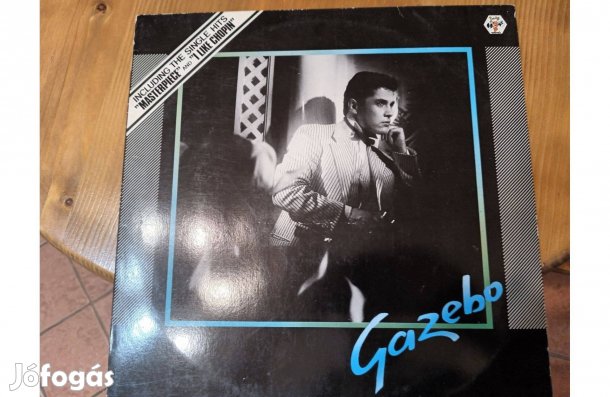 INCLUDING THE SINGLE HITS
"MASTERPIECE" AND "I LIKE CHOPIN"
Gazebo
Jófogás